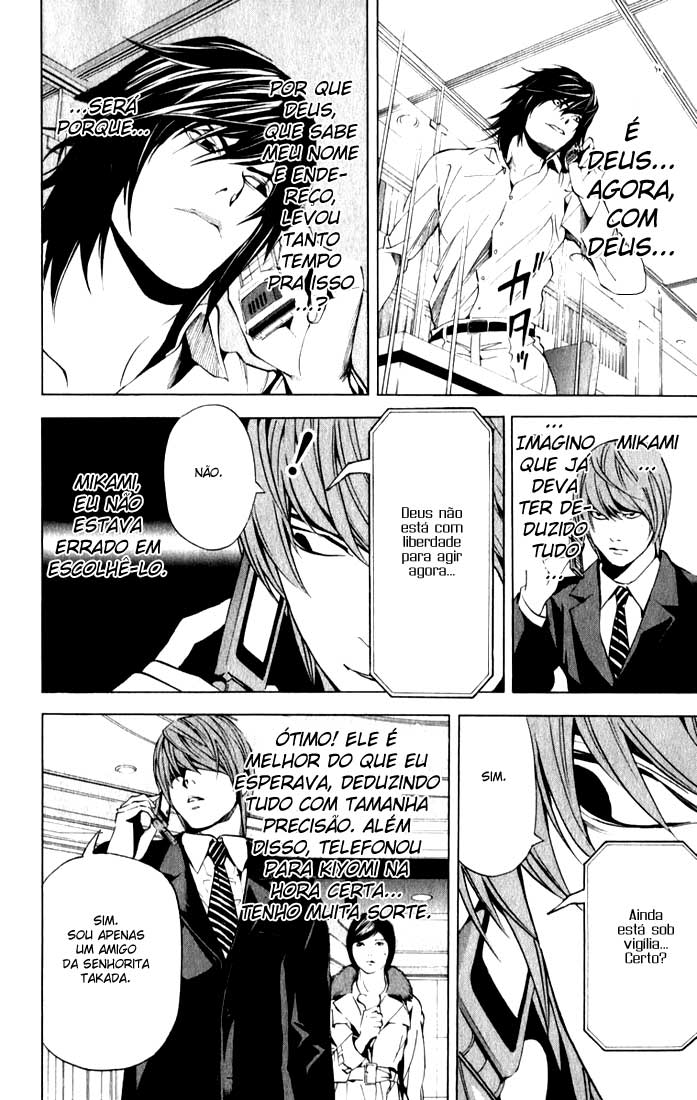 É
DEUS...
AGORA,
COM
DEUS...
ガタッ
POR QUE
DEUS,
QUE SABE
MEU NOME
E ENDE-
REÇO,
LEVOU
TANTO
TEMPO
PRA ISSO
...?
...SERÁ
PORQUE...
MIKAMI
...
...
IMAGINO
QUE JÁ
DEVA
TER DE-
DUZIDO
TUDO
...
Deus não
está com
liberdade
para agir
agora...
!
NÃO.
MIKAMI,
EU NÃO
ESTAVA
ERRADO EM
ESCOLHÊ-LO.
Ainda
está sob
vigília...
Certo?
SIM.
ÓTIMO! ELE É
MELHOR DO QUE EU
ESPERAVA, DEDUZINDO
TUDO COM TAMANHA
PRECISÃO. ALÉM
DISSO, TELEFONOU
PARA KIYOMI NA
HORA CERTA...
TENHO MUITA SORTE.
SIM.
SOU APENAS
UM AMIGO
DA SENHORITA
TAKADA.